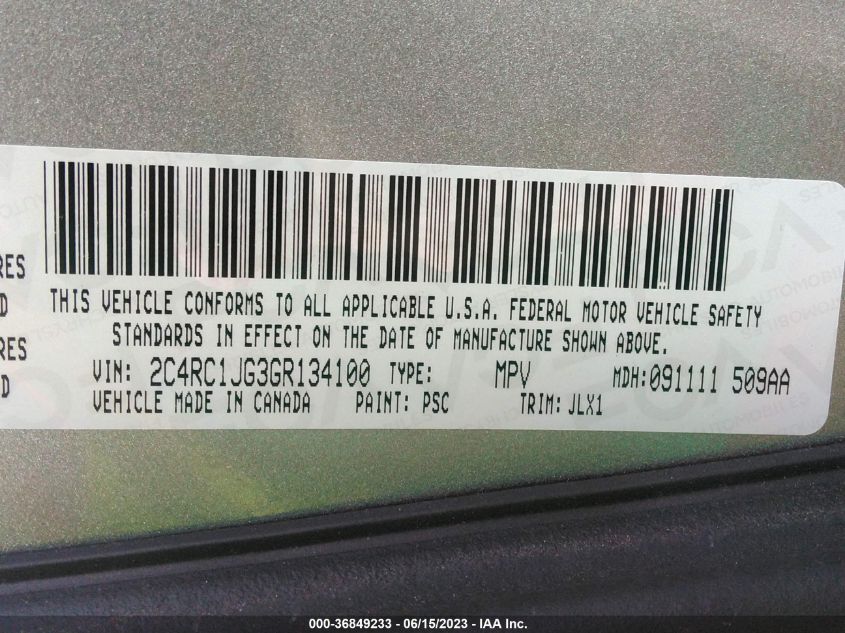 THIS VEHICLE CONFORMS TO ALL APPLICABLE U.S.A. FEDERAL MOTOR VEHICLE SAFETY
STANDARDS IN EFFECT ON THE DATE OF MANUFACTURE SHOWN ABOVE.
RES
D
RES
D
VIN: 2C4RC1JG3GR134100 TYPE: MPV MDH:091111 509AA
VEHICLE MADE IN CANADA PAINT: PSC TRIM: JLX1
000-36849233 - 06/15/2023 - IAA Inc.